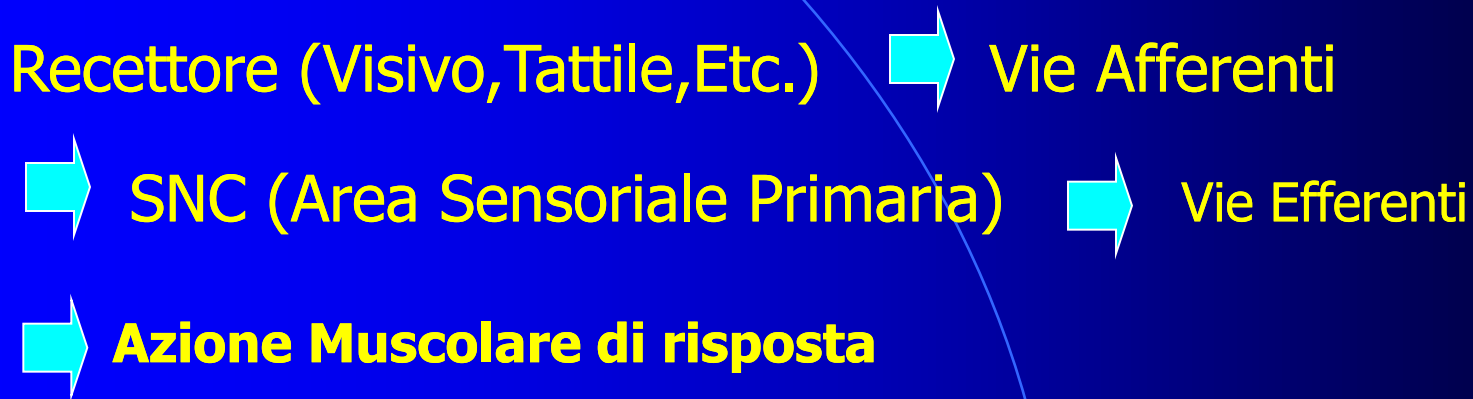 Recettore (Visivo,Tattile,Etc.) Vie Afferenti
SNC (Area Sensoriale Primaria) Vie Efferenti
Azione Muscolare di risposta